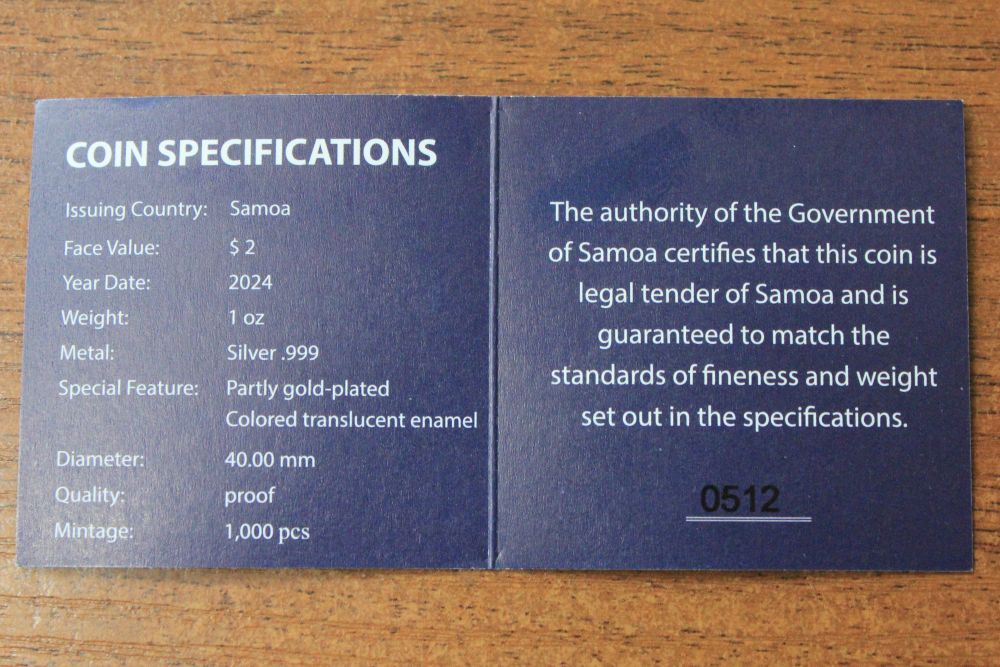 COIN SPECIFICATIONS
Issuing Country: Samoa
Face Value: $ 2
Year Date: 2024
Weight: 1 oz
Metal: Silver .999
Special Feature: Partly gold-plated
Colored translucent enamel
Diameter: 40.00 mm
Quality: proof
Mintage: 1,000 pcs
The authority of the Government
of Samoa certifies that this coin is
legal tender of Samoa and is
guaranteed to match the
standards of fineness and weight
set out in the specifications.
0512